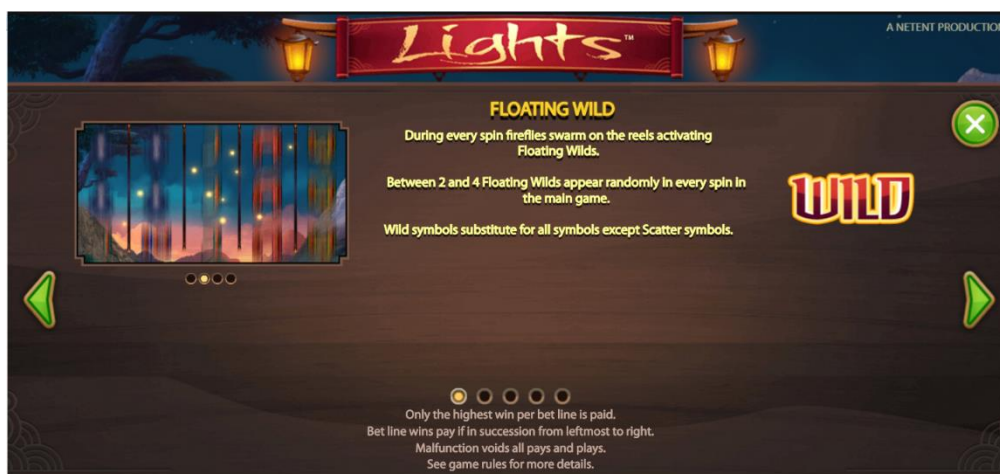 Lights™
A NETENT PRODUCTION
FLOATING WILD
During every spin fireflies swarm on the reels activating
Floating Wilds.
Between 2 and 4 Floating Wilds appear randomly in every spin in
the main game.
WILD
Wild symbols substitute for all symbols except Scatter symbols.
Only the highest win per bet line is paid.
Bet line wins pay if in succession from leftmost to right.
Malfunction voids all pays and plays.
See game rules for more details.